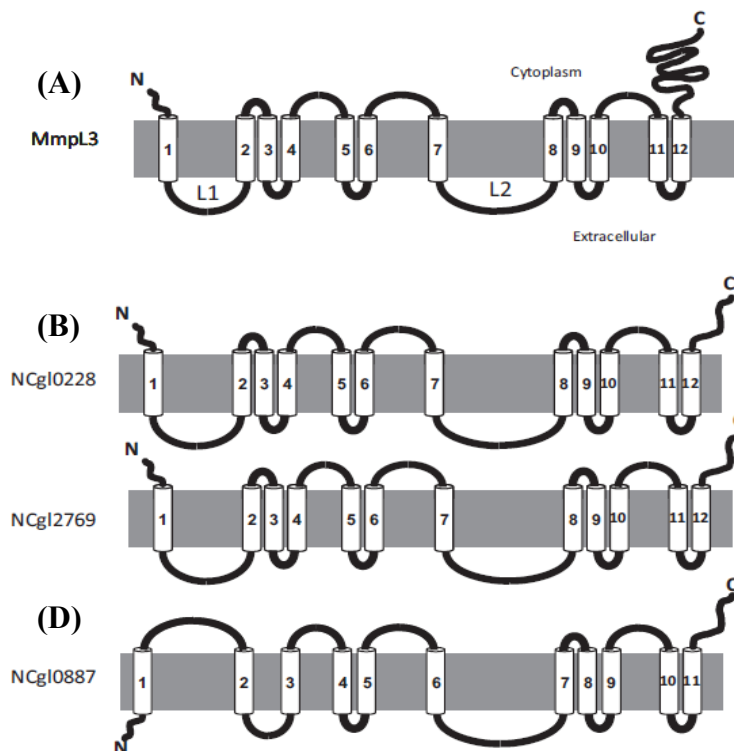 C
(A)
N
Cytoplasm
MmpL3
1 2 3 4 5 6 7 8 9 10 11 12
L1 L2
Extracellular
(B)
N
C
NCgl0228
1 2 3 4 5 6 7 8 9 10 11 12
N
NCgl2769
1 2 3 4 5 6 7 8 9 10 11 12
(D)
C
NCgl0887
1 2 3 4 5 6 7 8 9 10 11
N